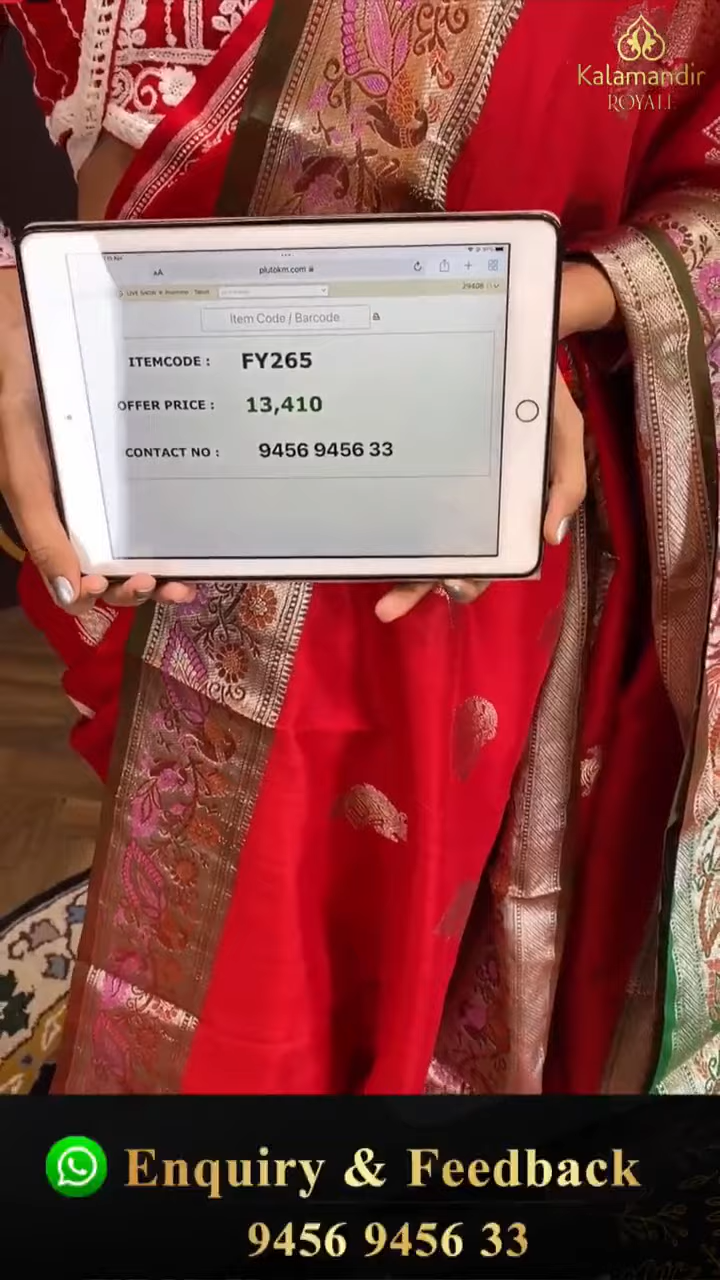 Kalamandir
ROYALE
plutokm.com
Item Code / Barcode
ITEMCODE : FY265
OFFER PRICE : 13,410
CONTACT NO : 9456 9456 33
Enquiry & Feedback
9456 9456 33